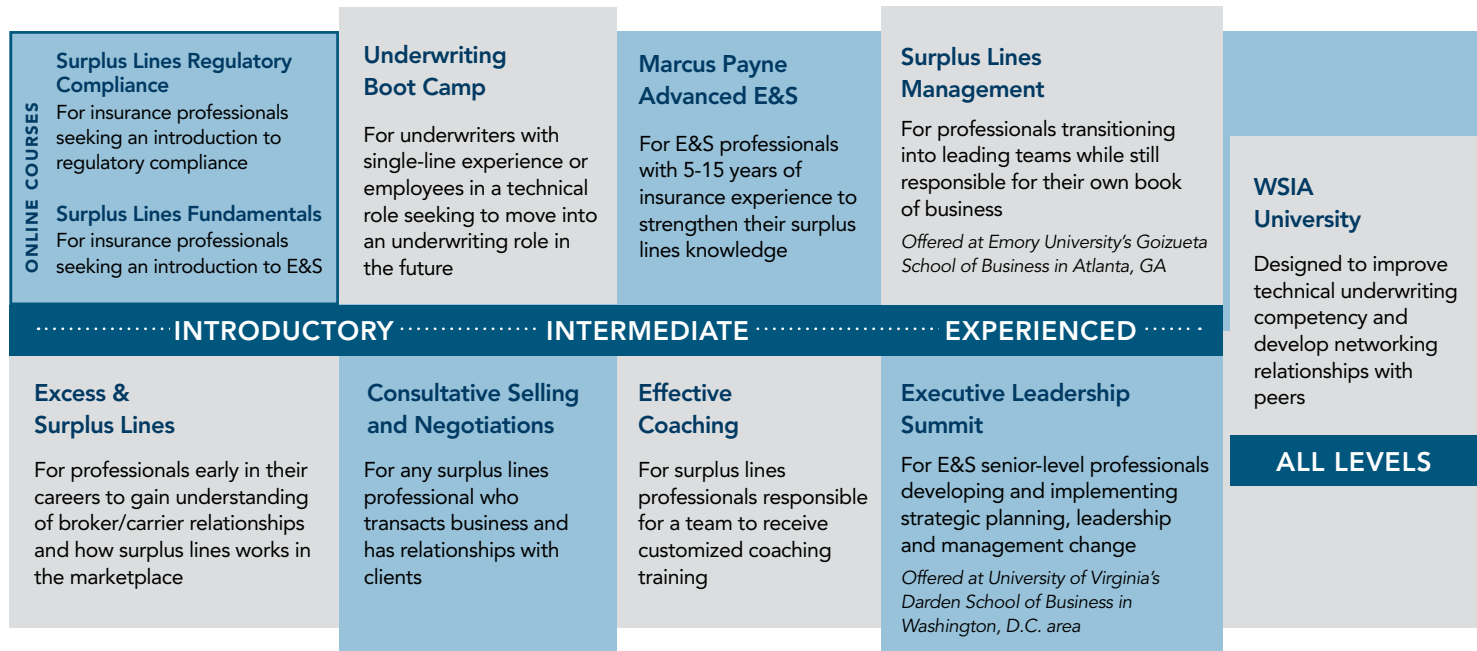 ONLINE COURSES
Surplus Lines Regulatory
Compliance
For insurance professionals
seeking an introduction to
regulatory compliance
Surplus Lines Fundamentals
For insurance professionals
seeking an introduction to E&S
Underwriting
Boot Camp
For underwriters with
single-line experience or
employees in a technical
role seeking to move into
an underwriting role in
the future
Marcus Payne
Advanced E&S
For E&S professionals
with 5-15 years of
insurance experience to
strengthen their surplus
lines knowledge
Surplus Lines
Management
For professionals transitioning
into leading teams while still
responsible for their own book
of business
Offered at Emory University's Goizueta
School of Business in Atlanta, GA
INTRODUCTORY
INTERMEDIATE
EXPERIENCED
Excess &
Surplus Lines
For professionals early in their
careers to gain understanding
of broker/carrier relationships
and how surplus lines works in
the marketplace
Consultative Selling
and Negotiations
For any surplus lines
professional who
transacts business and
has relationships with
clients
Effective
Coaching
For surplus lines
professionals responsible
for a team to receive
customized coaching
training
Executive Leadership
Summit
For E&S senior-level professionals
developing and implementing
strategic planning, leadership
and management change
Offered at University of Virginia's
Darden School of Business in
Washington, D.C. area
WSIA
University
Designed to improve
technical underwriting
competency and
develop networking
relationships with
peers
ALL LEVELS